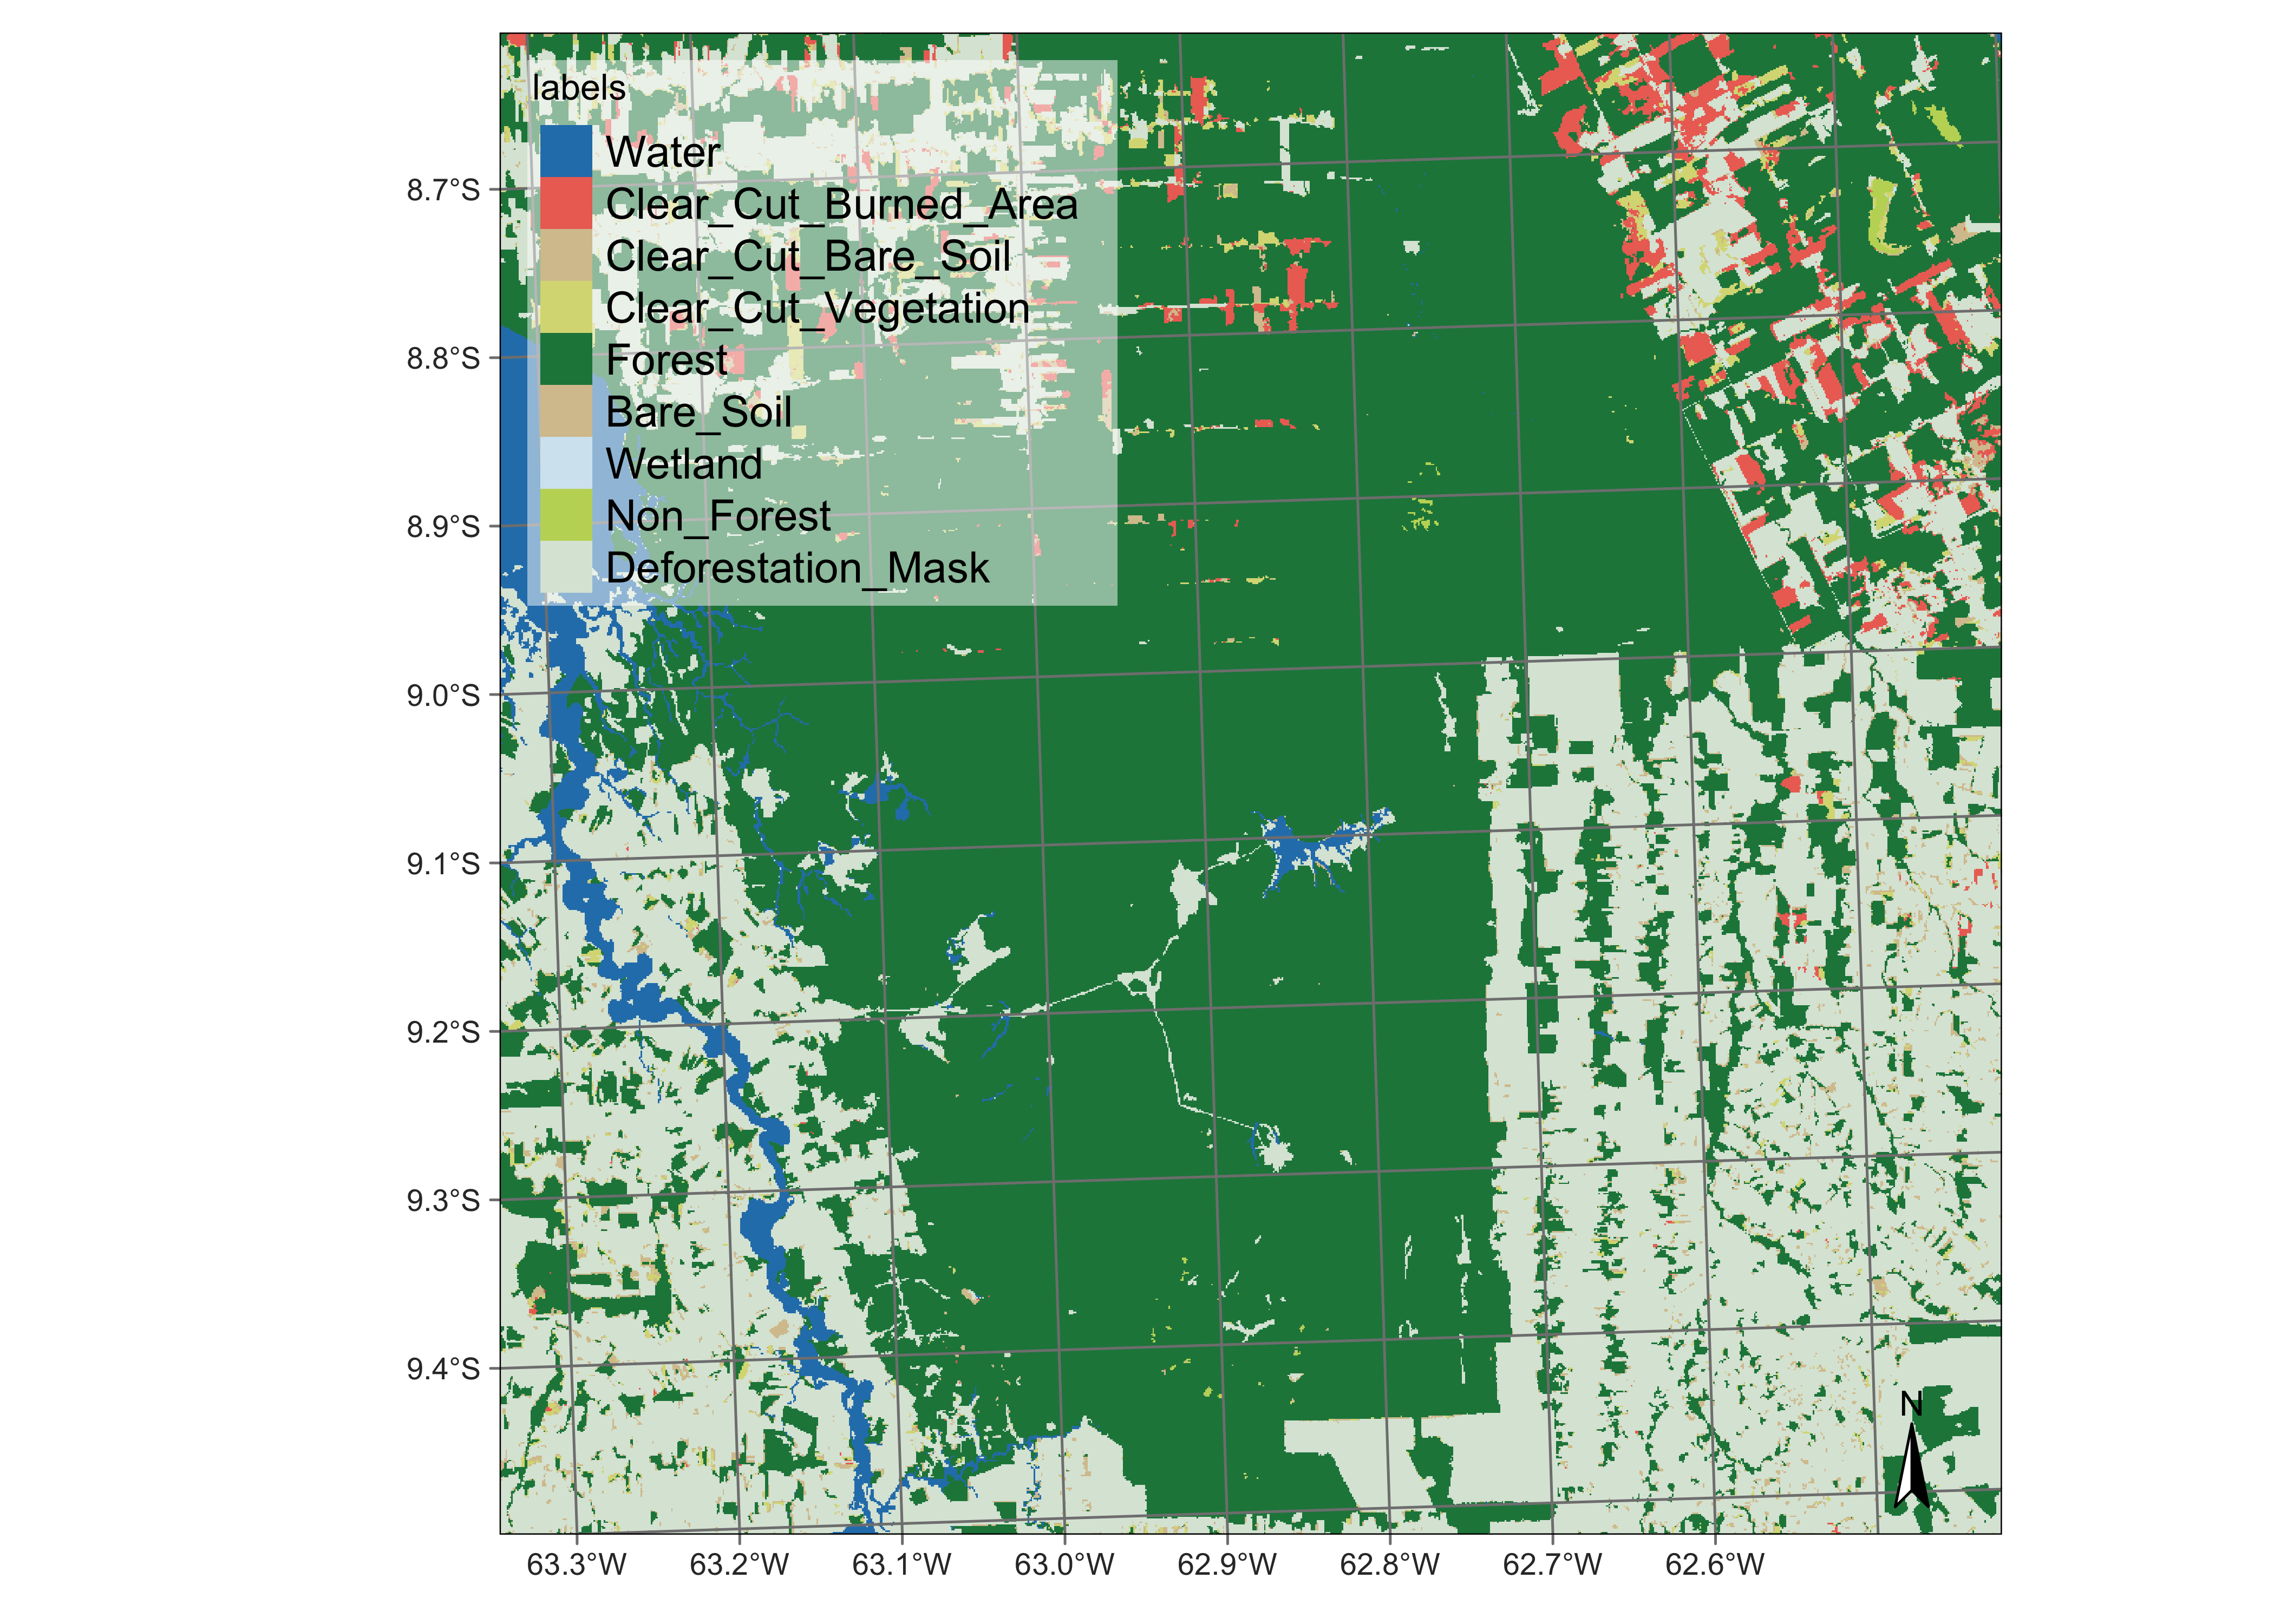 labels
Water
Clear_Cut_Burned_Area
Clear_Cut_Bare_Soil
Clear_Cut_Vegetation
Forest
Bare_Soil
Wetland
Non_Forest
Deforestation_Mask
8.7°S
8.8°S
8.9°S
9.0°S
9.1°S
9.2°S
9.3°S
9.4°S
N
63.3°W 63.2°W 63.1°W 63.0°W 62.9°W 62.8°W 62.7°W 62.6°W